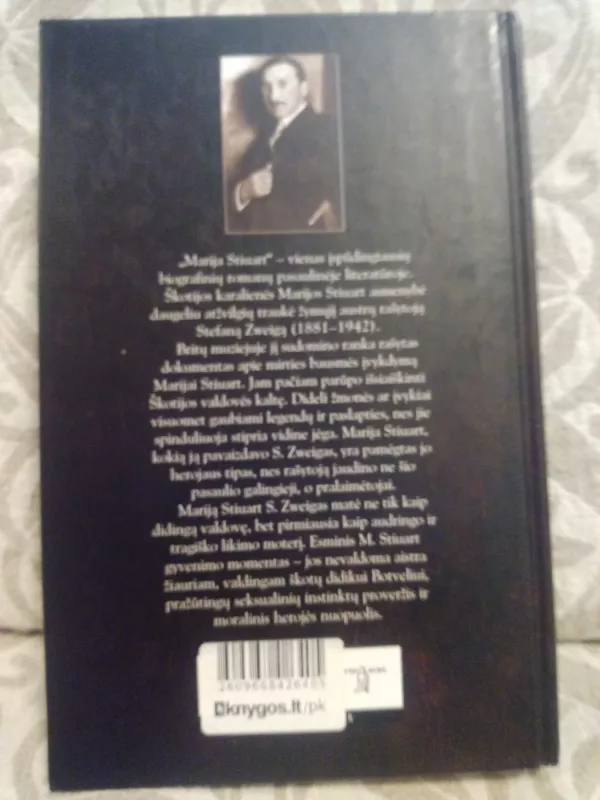 „Marija Stiuart“ – vienas įspūdingiausių
biografinių romanų pasaulinėje literatūroje.
Škotijos karalienės Marijos Stiuart asmenybė
daugeliu atžvilgių traukė žymųjį austrų rašytoją
Stefaną Zweigą (1881–1942).
Britų muziejuje jį sudomino ranka rašytas
dokumentas apie mirties bausmės įvykdymą
Marijai Stiuart. Jam pačiam parūpo išsiaiškinti
Škotijos valdovės kaltę. Dideli žmonės ar įvykiai
visuomet gaubiami legendų ir paslapties, nes jie
spinduliuoja stipria vidine jėga. Marija Stiuart,
kokią ją pavaizdavo S. Zweigas, yra pamėgtas jo
herojaus tipas, nes rašytoją jaudino ne šio
pasaulio galingieji, o pralaimėtojai.
Mariją Stiuart S. Zweigas matė ne tik kaip
didingą valdovę, bet pirmiausia kaip audringo ir
tragiško likimo moterį. Esminis M. Stiuart
gyvenimo momentas – jos nevaldoma aistra
žiauriam, valdingam škotų didikui Botveliui,
pražūtingų seksualinių instinktų proveržis ir
moralinis herojės nuopuolis.
2609668426405
knygos.lt/pk